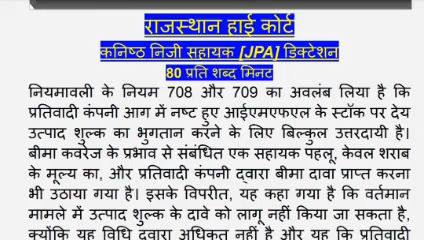 राजस्थान हाई कोर्ट
कनिष्ठ निजी सहायक [JPA] डिक्टेशन
80 प्रति शब्द मिनट
नियमावली के नियम 708 और 709 का अवलंब लिया है कि
प्रतिवादी कंपनी आग में नष्ट हुए आईएमएफएल के स्टॉक पर देय
उत्पाद शुल्क का भुगतान करने के लिए बिल्कुल उत्तरदायी है।
बीमा कवरेज के प्रभाव से संबंधित एक सहायक पहलू, केवल शराब
के मूल्य का, और प्रतिवादी कंपनी द्वारा बीमा दावा प्राप्त करना
भी उठाया गया है। इसके विपरीत, यह कहा गया है कि वर्तमान
मामले में उत्पाद शुल्क के दावे को लागू नहीं किया जा सकता है,
क्योंकि यह विधि द्वारा अधिकृत नहीं है और यह कि प्रतिवादी